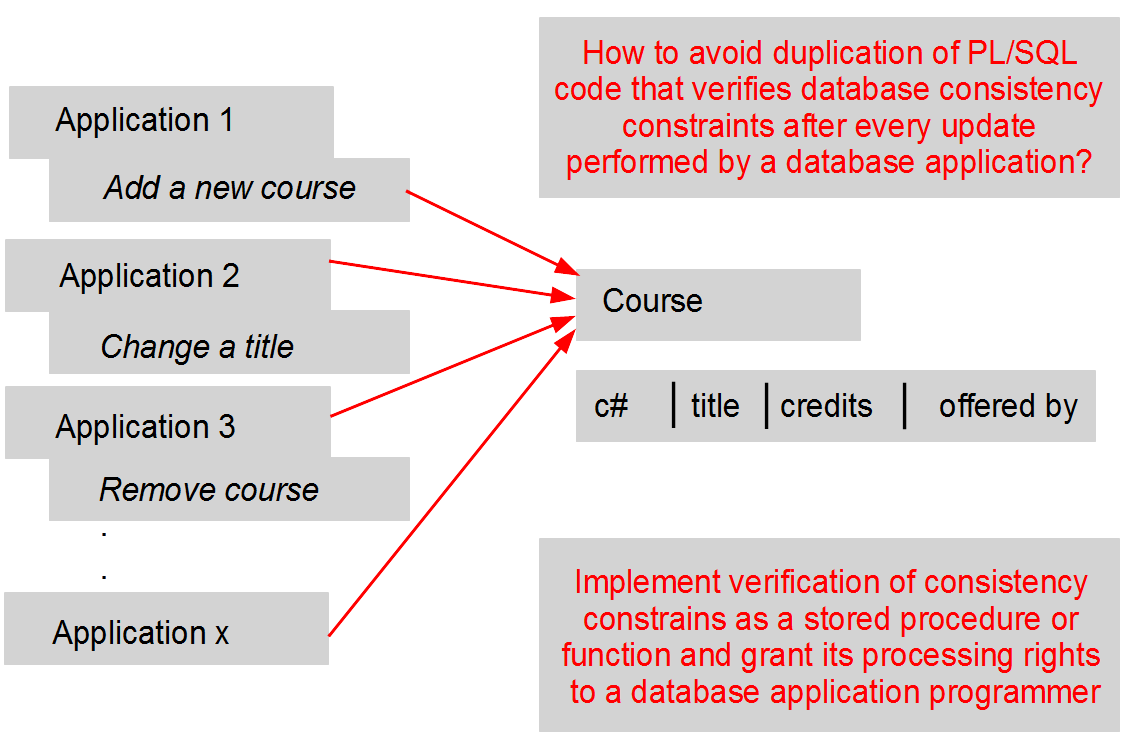 Application 1
Add a new course
Application 2
Change a title
Application 3
Remove course
.
.
Application x
How to avoid duplication of PL/SQL
code that verifies database consistency
constraints after every update
performed by a database application?
Course
c# | title | credits | offered by
Implement verification of consistency
constrains as a stored procedure or
function and grant its processing rights
to a database application programmer